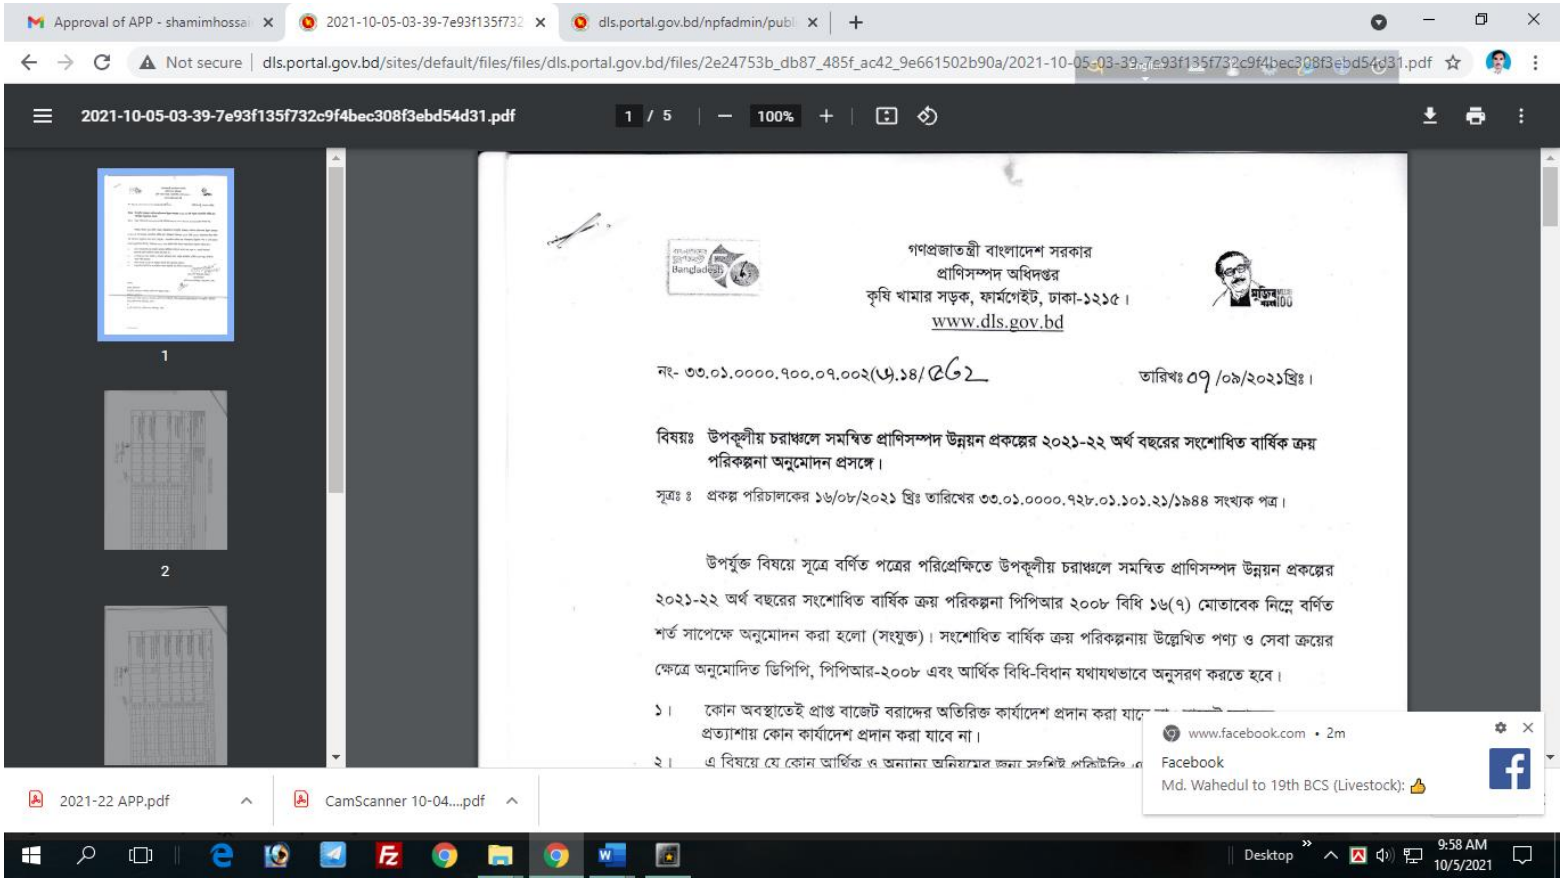 Approval of APP - shamimhossai
2021-10-05-03-39-7e93f135f732
dls.portal.gov.bd/npfadmin/publ
Not secure | dls.portal.gov.bd/sites/default/files/files/dls.portal.gov.bd/files/2e24753b_db87_485f_ac42_9e661502b90a/2021-10-05-03-39-7e93f135f732c9f4bec308f3ebd54d31.pdf
2021-10-05-03-39-7e93f135f732c9f4bec308f3ebd54d31.pdf
1 / 5
100%
1
2
Bangladesh
গণপ্রজাতন্ত্রী বাংলাদেশ সরকার
প্রাণিসম্পদ অধিদপ্তর
কৃষি খামার সড়ক, ফার্মগেইট, ঢাকা-১২১৫।
www.dls.gov.bd
মুজিব
100
নং- ৩৩.০১.০০০০.৭০০.০৭.০০২(৬).১৪/৫৬২
তারিখঃ ০৭/০৯/২০২১খ্রিঃ।
বিষয়ঃ উপকূলীয় চরাঞ্চলে সমন্বিত প্রাণিসম্পদ উন্নয়ন প্রকল্পের ২০২১-২২ অর্থ বছরের সংশোধিত বার্ষিক ক্রয়
পরিকল্পনা অনুমোদন প্রসঙ্গে।
সূত্রঃ ঃ প্রকল্প পরিচালকের ১৬/০৮/২০২১ খ্রিঃ তারিখের ৩৩.০১.০০০০.৭২৮.০১.১০১.২১/১৯৪৪ সংখ্যক পত্র।
উপর্যুক্ত বিষয়ে সূত্রে বর্ণিত পত্রের পরিপ্রেক্ষিতে উপকূলীয় চরাঞ্চলে সমন্বিত প্রাণিসম্পদ উন্নয়ন প্রকল্পের
২০২১-২২ অর্থ বছরের সংশোধিত বার্ষিক ক্রয় পরিকল্পনা পিপিআর ২০০৮ বিধি ১৬(৭) মোতাবেক নিম্নে বর্ণিত
শর্ত সাপেক্ষে অনুমোদন করা হলো (সংযুক্ত)। সংশোধিত বার্ষিক ক্রয় পরিকল্পনায় উল্লেখিত পণ্য ও সেবা ক্রয়ের
ক্ষেত্রে অনুমোদিত ডিপিপি, পিপিআর-২০০৮ এবং আর্থিক বিধি-বিধান যথাযথভাবে অনুসরণ করতে হবে।
১। কোন অবস্থাতেই প্রাপ্ত বাজেট বরাদ্দের অতিরিক্ত কার্যাদেশ প্রদান করা যাবে
প্রত্যাশায় কোন কার্যাদেশ প্রদান করা যাবে না।
২। এ বিষয়ে যে কোন আর্থিক ও অন্যান্য অনিয়মের জন্য সংশ্লিষ্ট
www.facebook.com • 2m
Facebook
Md. Wahedul to 19th BCS (Livestock): 👍
2021-22 APP.pdf
CamScanner 10-04....pdf
Desktop
9:58 AM
10/5/2021